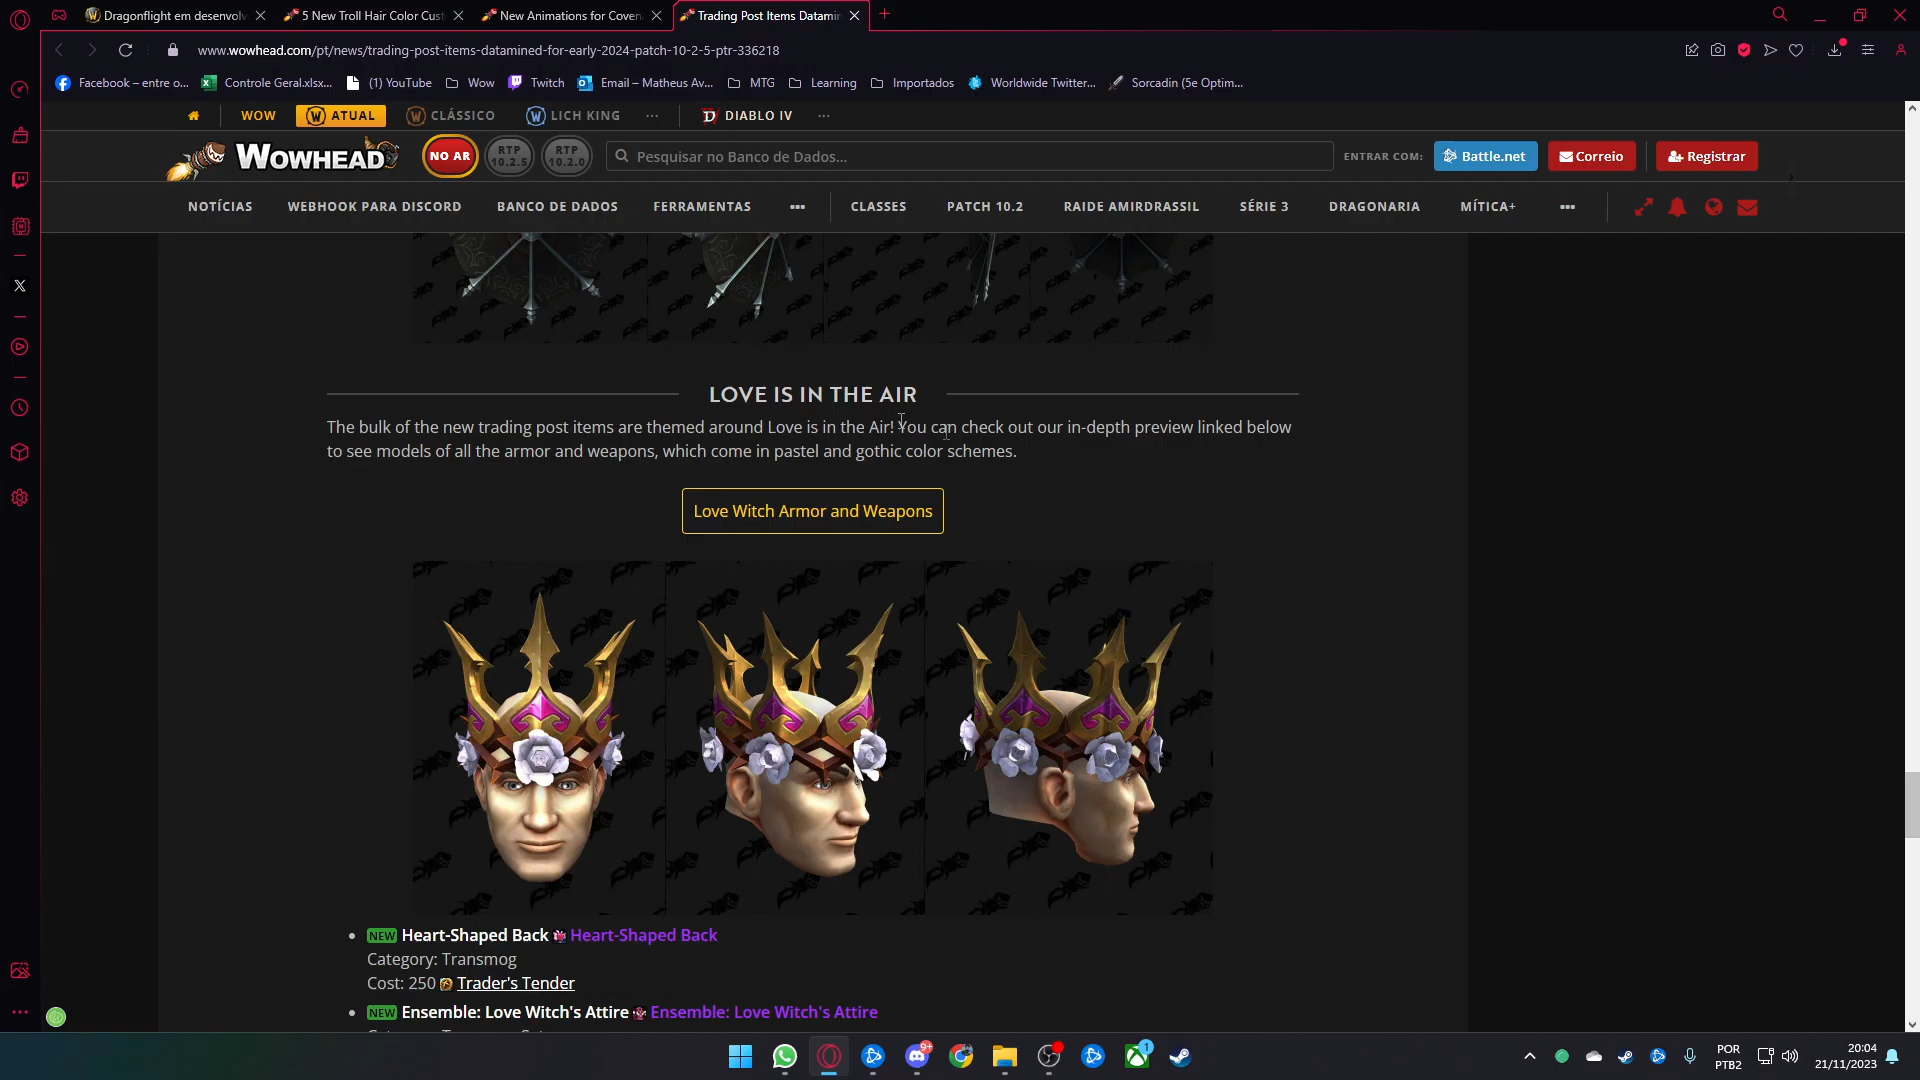 Dragonflight em desenvolv
5 New Troll Hair Color Cust
New Animations for Coven
Trading Post Items Datamin
www.wowhead.com/pt/news/trading-post-items-datamined-for-early-2024-patch-10-2-5-ptr-336218
Facebook – entre o...
Controle Geral.xlsx...
(1) YouTube
Wow
Twitch
Email – Matheus Av...
MTG
Learning
Importados
Worldwide Twitter...
Sorcadin (5e Optim...
WOW
ATUAL
CLÁSSICO
LICH KING
...
DIABLO IV
...
WOWHEAD
NO AR
RTP
10.2.5
RTP
10.2.0
Pesquisar no Banco de Dados...
ENTRAR COM:
Battle.net
Correio
Registrar
NOTÍCIAS
WEBHOOK PARA DISCORD
BANCO DE DADOS
FERRAMENTAS
CLASSES
PATCH 10.2
RAIDE AMIRDRASSIL
SÉRIE 3
DRAGONARIA
MÍTICA+
LOVE IS IN THE AIR
The bulk of the new trading post items are themed around Love is in the Air! You can check out our in-depth preview linked below
to see models of all the armor and weapons, which come in pastel and gothic color schemes.
Love Witch Armor and Weapons
NEW Heart-Shaped Back Heart-Shaped Back
Category: Transmog
Cost: 250 Trader's Tender
NEW Ensemble: Love Witch's Attire Ensemble: Love Witch's Attire
9+
1
POR
PTB2
20:04
21/11/2023